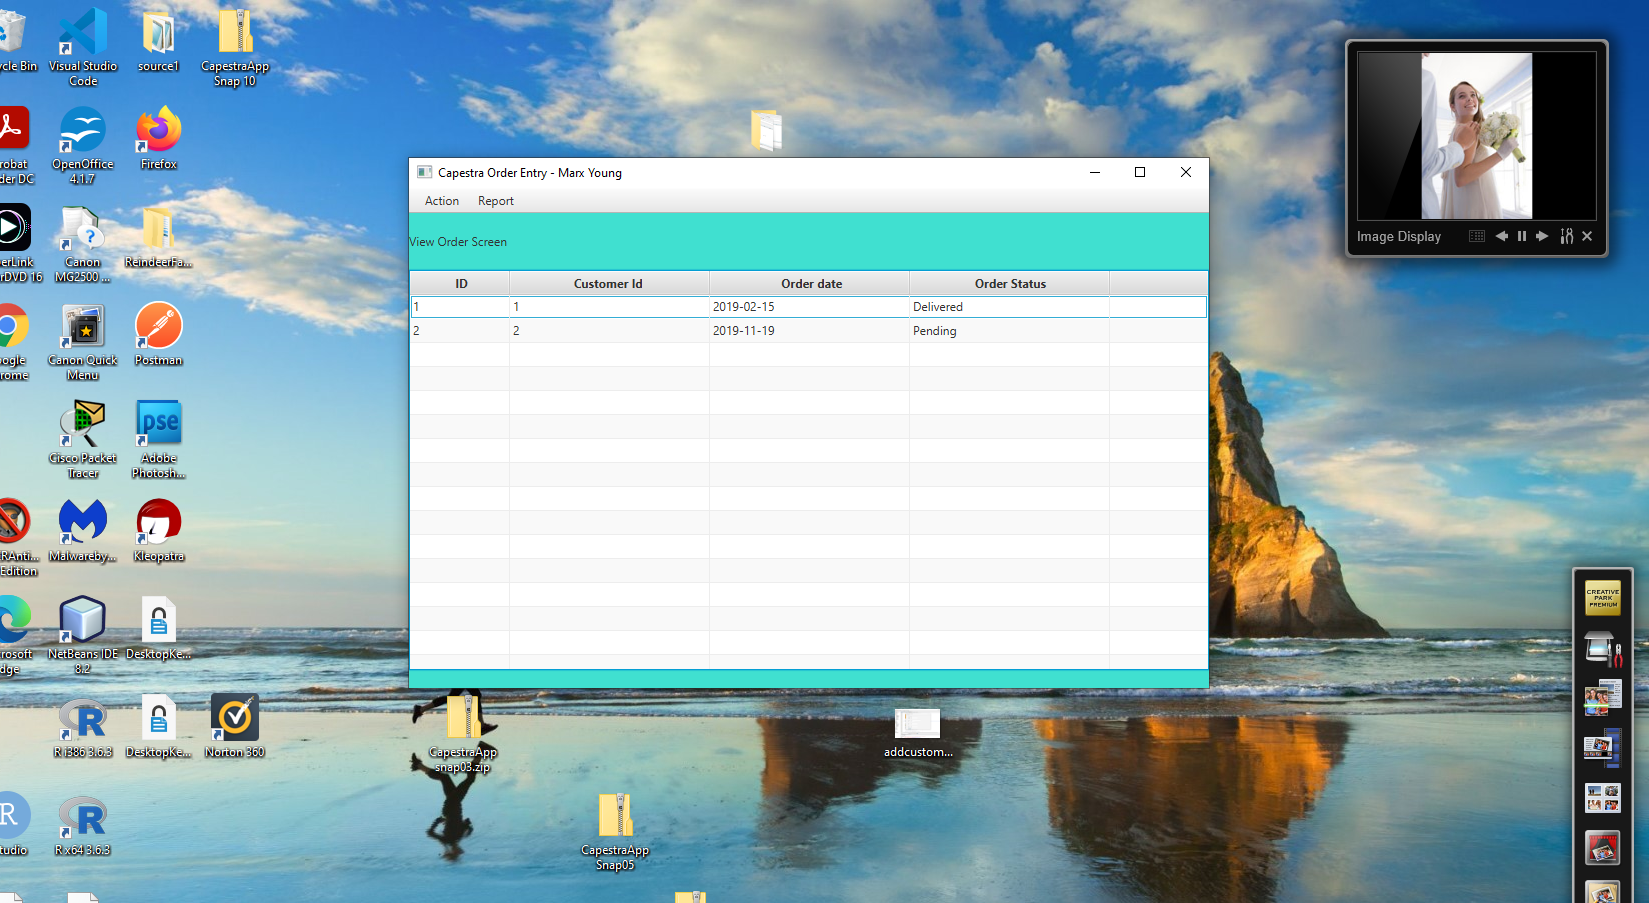 cle Bin
Visual Studio
Code
source1
CapestraApp
Snap 10
robat
der DC
OpenOffice
4.1.7
Firefox
erLink
rDVD 16
Canon
MG2500 ...
ReindeerFa...
ogle
rome
Canon Quick
Menu
Postman
Cisco Packet
Tracer
pse
Adobe
Photosh...
RAnti...
Edition
Malwareby...
Kleopatra
rosoft
dge
NetBeans IDE
8.2
DesktopKe...
R i386 3.6.3
DesktopKe...
Norton 360
R
tudio
R x64 3.6.3
Capestra Order Entry - Marx Young
Action Report
View Order Screen
ID Customer Id Order date Order Status
1 1 2019-02-15 Delivered
2 2 2019-11-19 Pending
CapestraApp
snap03.zip
addcustom...
CapestraApp
Snap05
Image Display
CREATIVE
PARK
PREMIUM